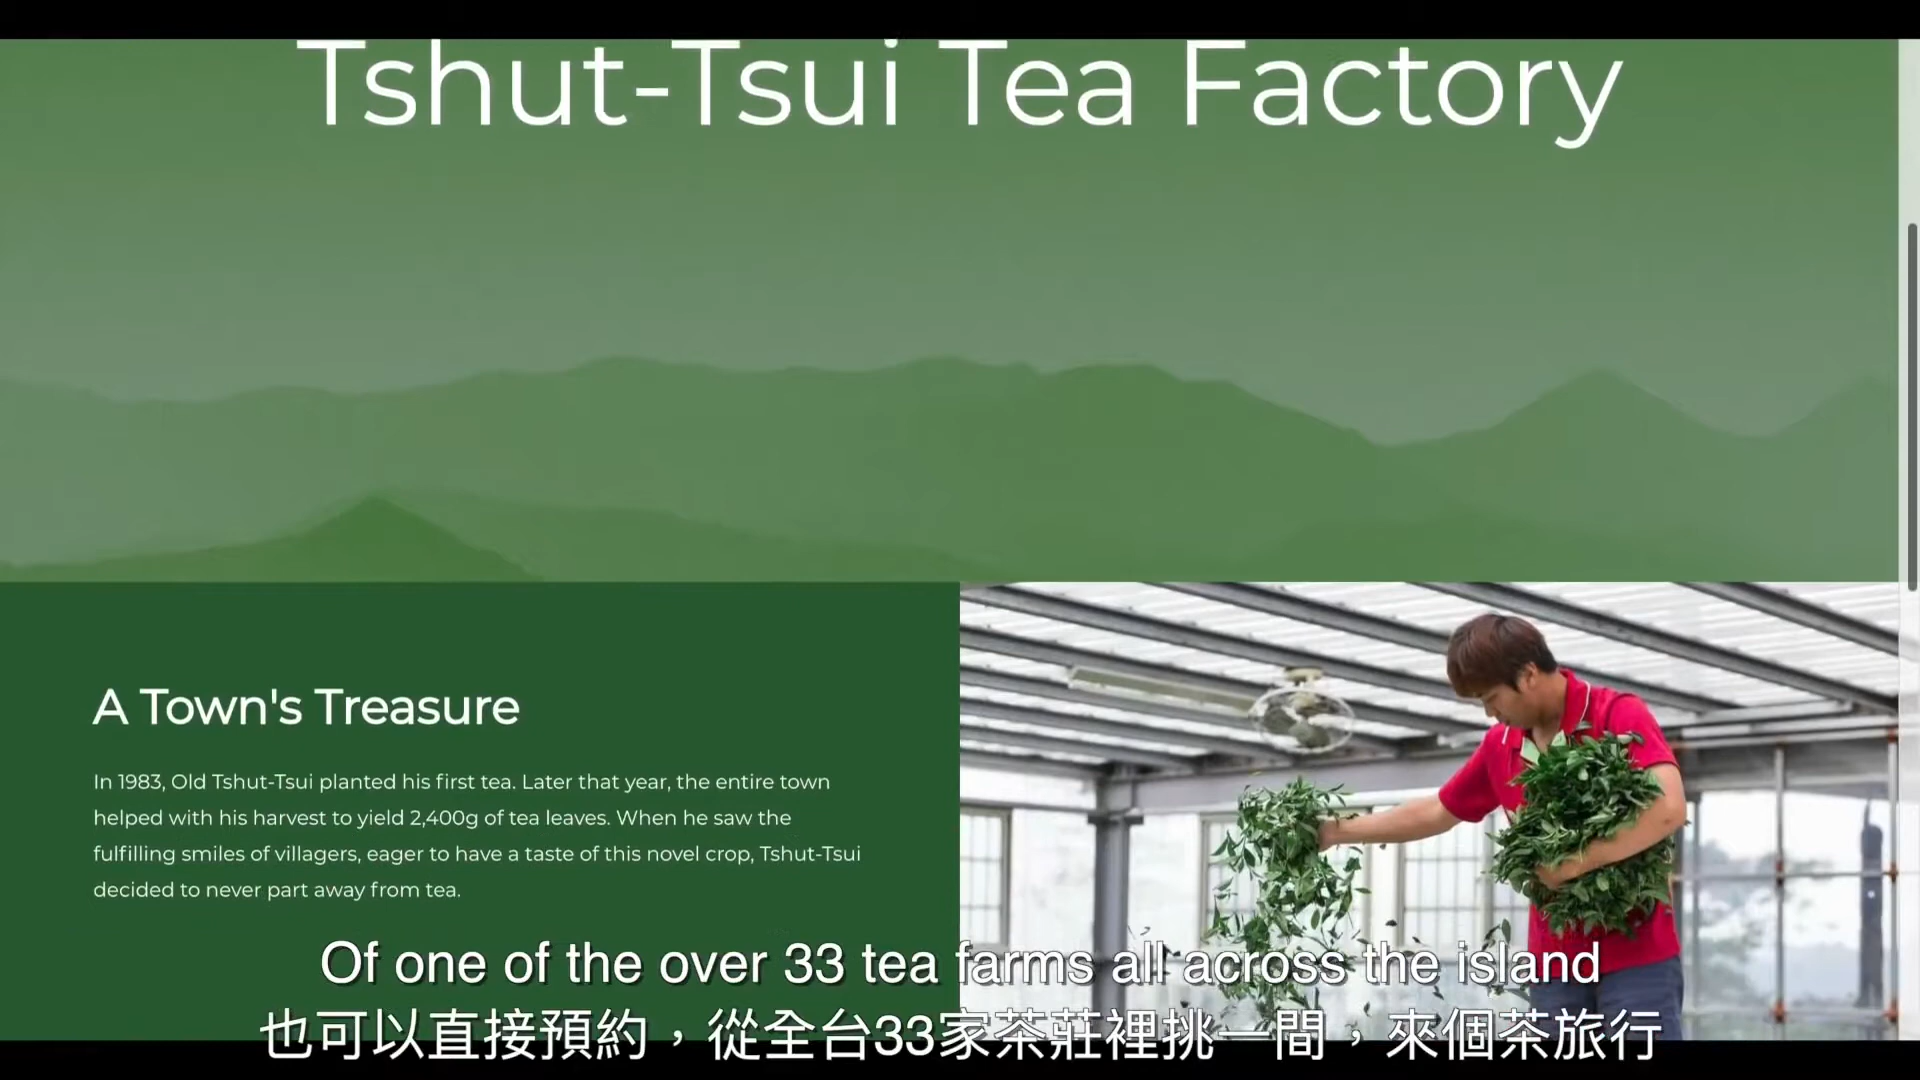 Tshut-Tsui Tea Factory
A Town's Treasure
In 1983, Old Tshut-Tsui planted his first tea. Later that year, the entire town
helped with his harvest to yield 2,400g of tea leaves. When he saw the
fulfilling smiles of villagers, eager to have a taste of this novel crop, Tshut-Tsui
decided to never part away from tea.
Of one of the over 33 tea farms all across the island
也可以直接預約，從全台33家茶莊裡挑一間，來個茶旅行